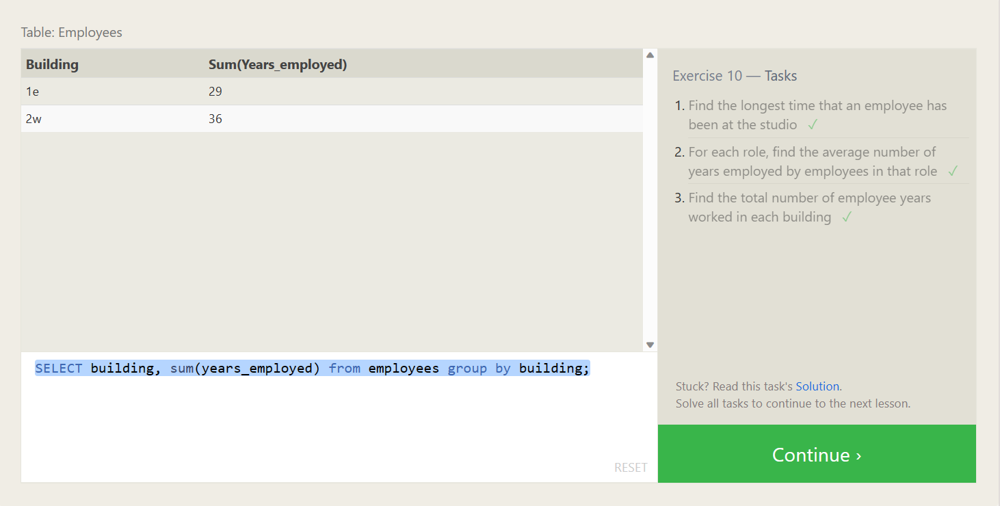 Table: Employees
Building Sum(Years_employed)
1e 29
2w 36
SELECT building, sum(years_employed) from employees group by building;
RESET
Exercise 10 — Tasks
1. Find the longest time that an employee has
been at the studio ✓
2. For each role, find the average number of
years employed by employees in that role ✓
3. Find the total number of employee years
worked in each building ✓
Stuck? Read this task's Solution.
Solve all tasks to continue to the next lesson.
Continue ›